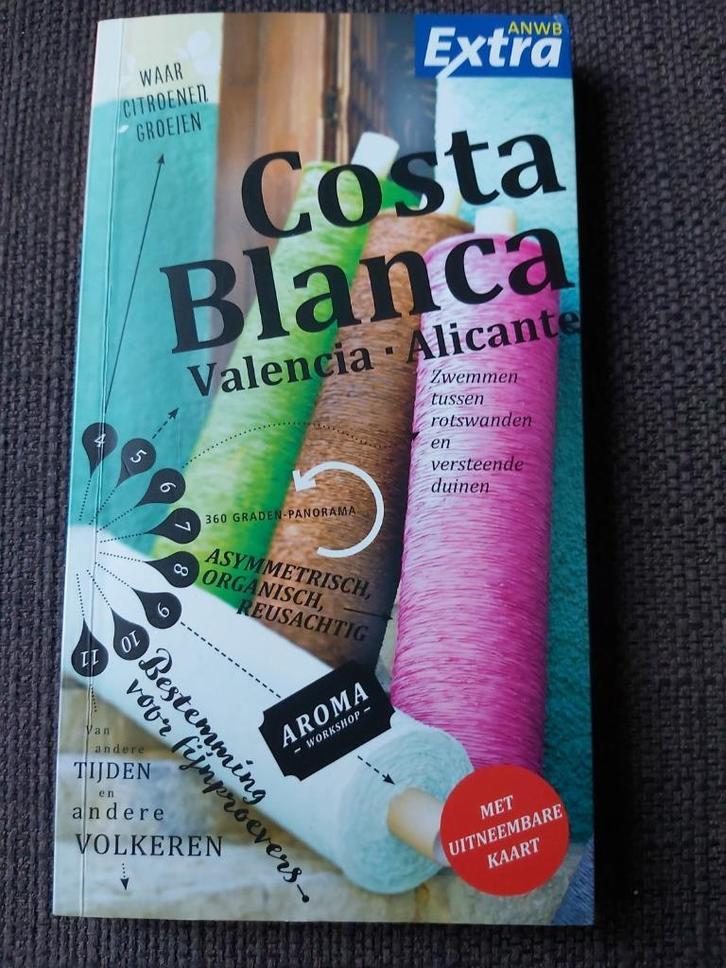 ANWB
Extra
WAAR
CITROENEN
GROEIEN
Costa
Blanca
Valencia · Alicante
Zwemmen
tussen
rotswanden
en
versteende
duinen
4
5
6
7
8
9
10
11
360 GRADEN-PANORAMA
ASYMMETRISCH,
ORGANISCH,
REUSACHTIG
Bestemming
voor fijnproevers
AROMA
– WORKSHOP –
Van
andere
TIJDEN
en
andere
VOLKEREN
MET
UITNEEMBARE
KAART